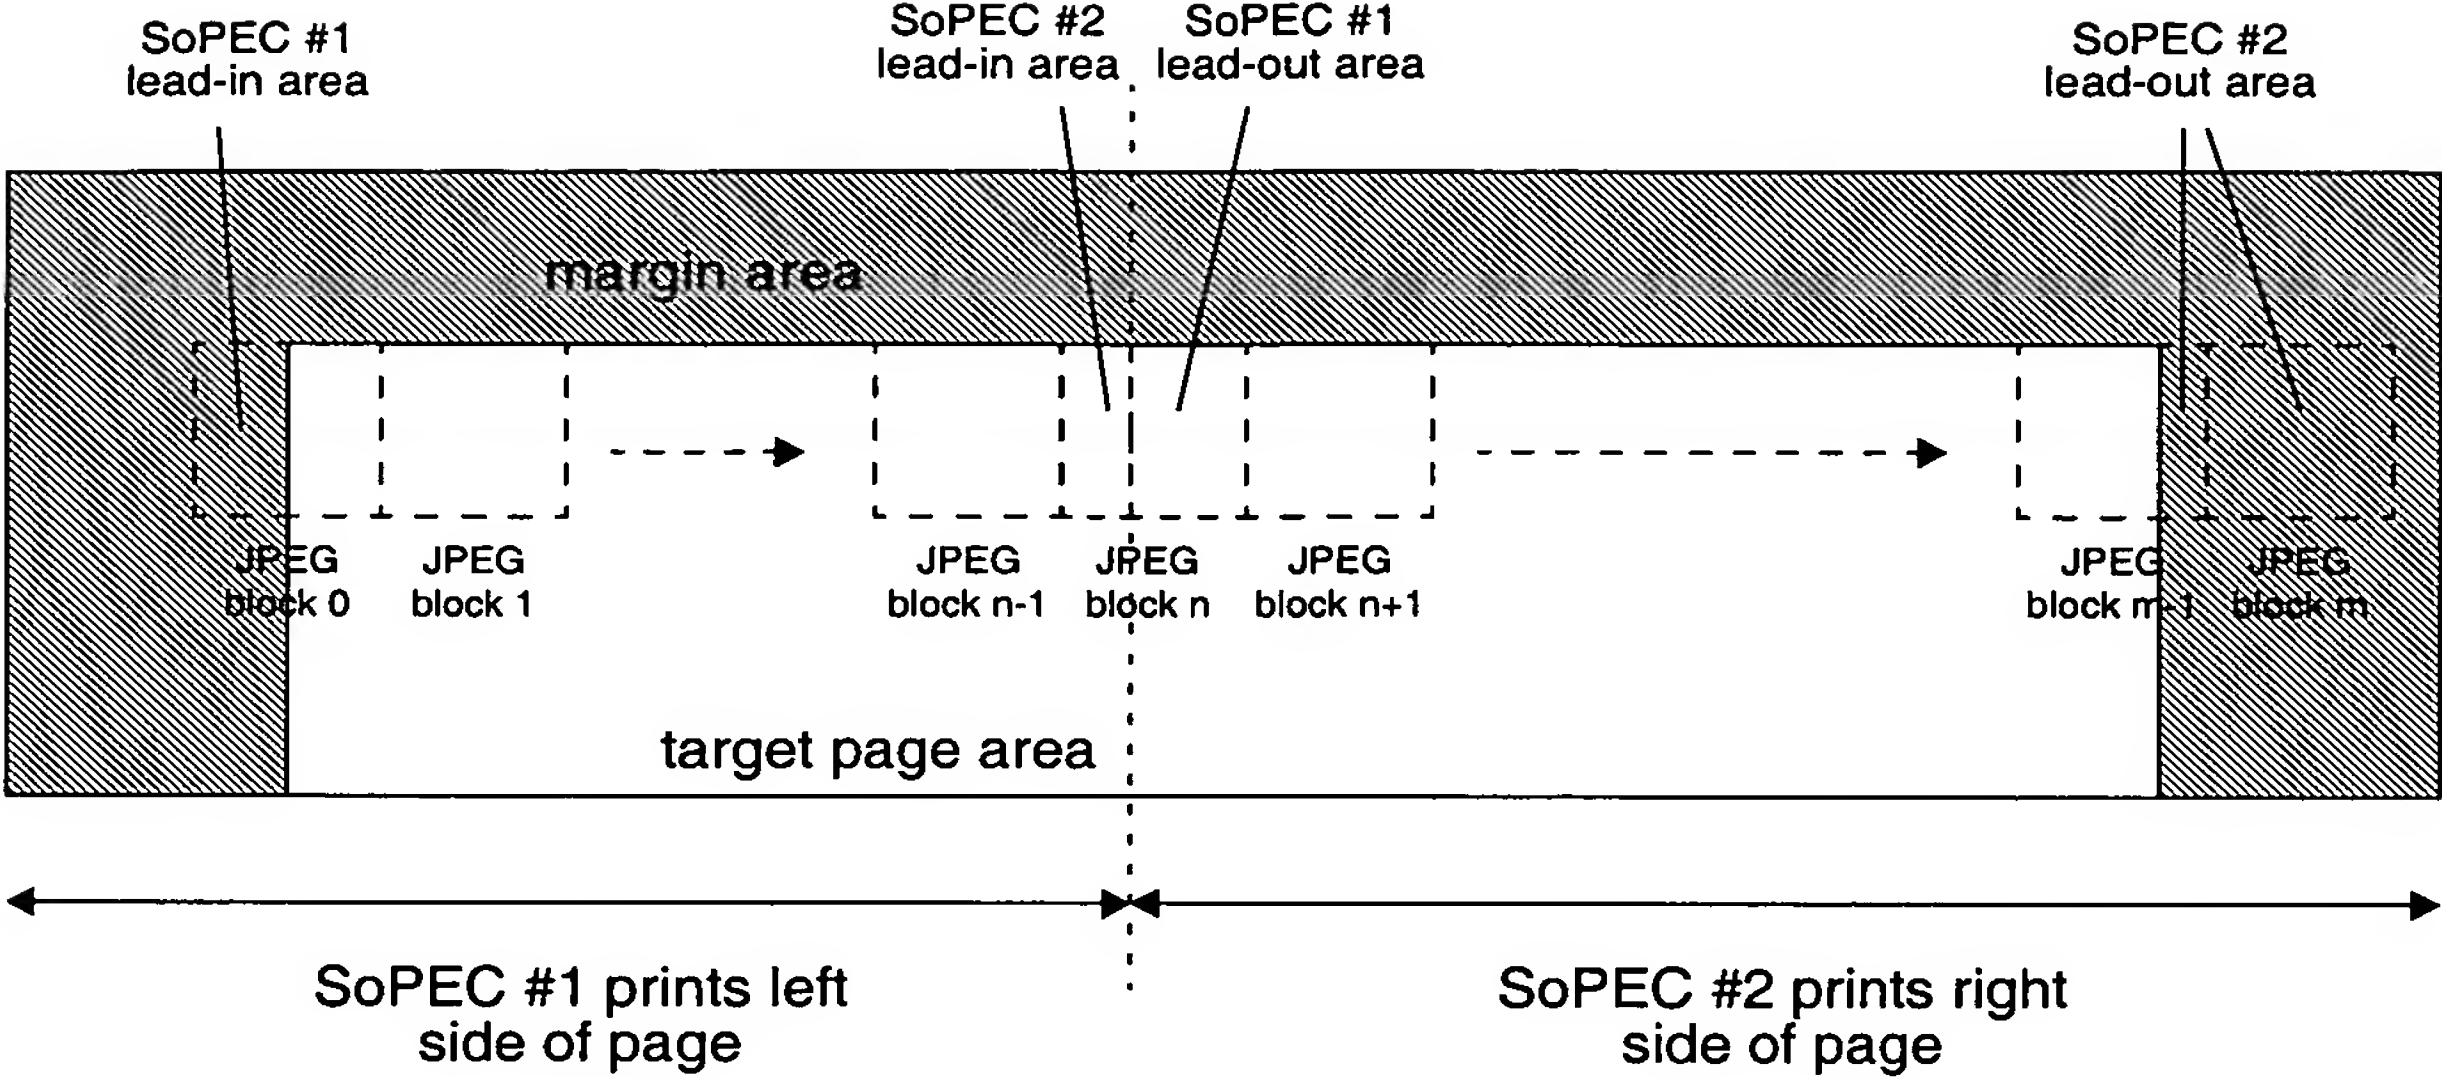 SoPEC #1
lead-in area
SoPEC #2
lead-in area
SoPEC #1
lead-out area
SoPEC #2
lead-out area
margin area
JPEG
block 0
JPEG
block 1
JPEG
block n-1
JPEG
block n
JPEG
block n+1
JPEG
block m-1
JPEG
block m
target page area
SoPEC #1 prints left
side of page
SoPEC #2 prints right
side of page